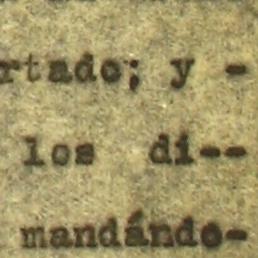 rtado; y -
los di--
mandándo-